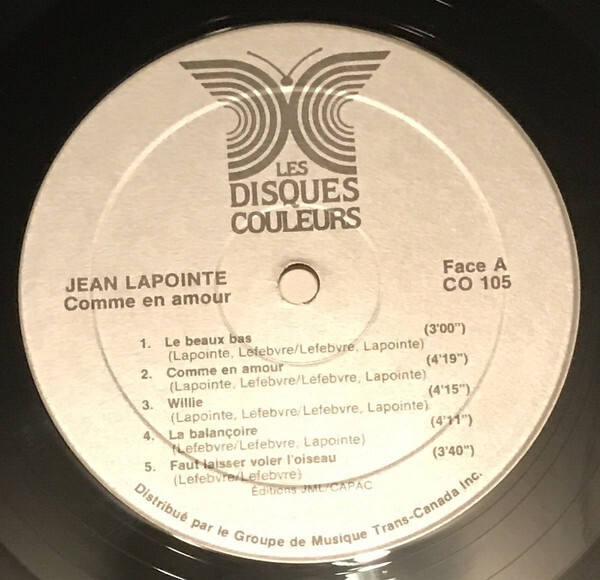 LES
DISQUES
COULEURS
JEAN LAPOINTE
Comme en amour
Face A
CO 105
1. Le beaux bas (3'00")
(Lapointe, Lefebvre/Lefebvre, Lapointe)
2. Comme en amour (4'19")
(Lapointe, Lefebvre/Lefebvre, Lapointe)
3. Willie (4'15")
(Lapointe, Lefebvre/Lefebvre, Lapointe)
4. La balançoire (4'11")
(Lefebvre/Lefebvre, Lapointe)
5. Faut laisser voler l'oiseau (3'40")
(Lefebvre/Lefebvre)
Éditions JML/CAPAC
Distribué par le Groupe de Musique Trans-Canada Inc.